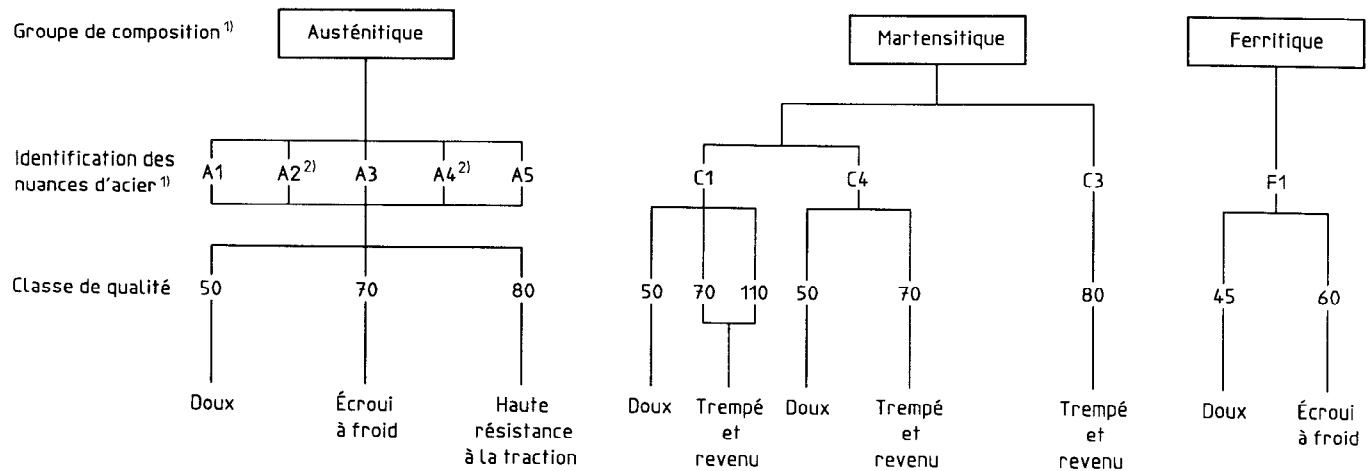 Groupe de composition 1) Austénitique Martensitique Ferritique
Identification des
nuances d'acier 1) A1 A2 2) A3 A4 2) A5 C1 C4 C3 F1
Classe de qualité 50 70 80 50 70 110 50 70 80 45 60
Doux Écroui
à froid Haute
résistance
à la traction Doux Trempé
et
revenu Doux Trempé
et
revenu Trempé
et
revenu Doux Écroui
à froid